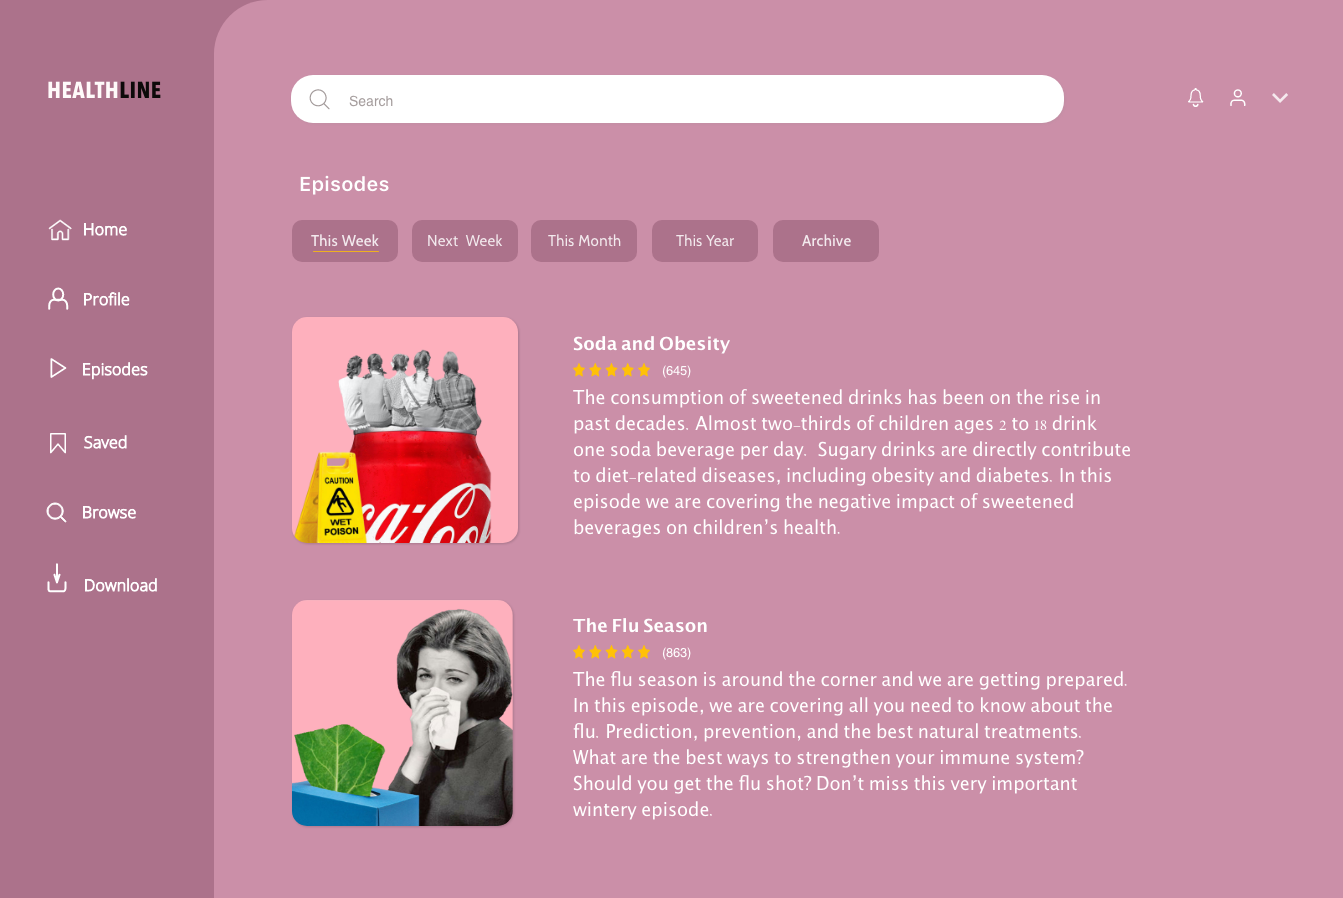 HEALTHLINE
Search
Episodes
This Week
Next Week
This Month
This Year
Archive
Home
Profile
Episodes
Saved
Browse
Download
Soda and Obesity
(645)
The consumption of sweetened drinks has been on the rise in
past decades. Almost two-thirds of children ages 2 to 18 drink
one soda beverage per day. Sugary drinks are directly contribute
to diet-related diseases, including obesity and diabetes. In this
episode we are covering the negative impact of sweetened
beverages on children's health.
CAUTION
WET
POISON
ca-Col
The Flu Season
(863)
The flu season is around the corner and we are getting prepared.
In this episode, we are covering all you need to know about the
flu. Prediction, prevention, and the best natural treatments.
What are the best ways to strengthen your immune system?
Should you get the flu shot? Don't miss this very important
wintery episode.